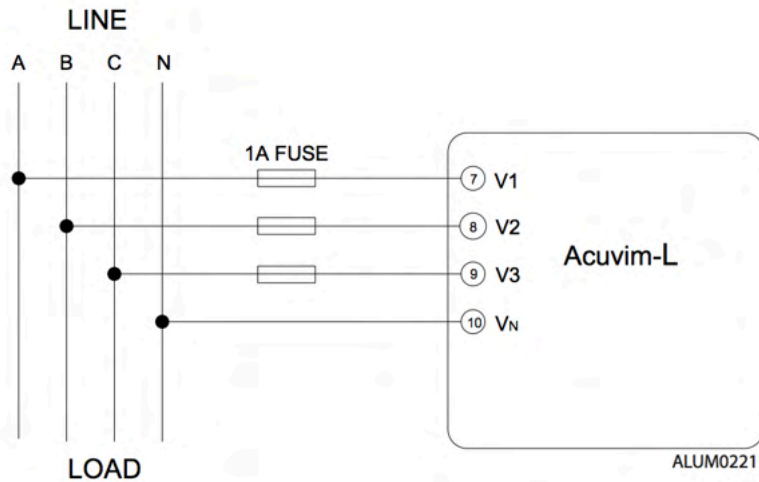 LINE
A B C N
1A FUSE
7 V1
8 V2
9 V3
10 VN
Acuvim-L
LOAD
ALUM0221